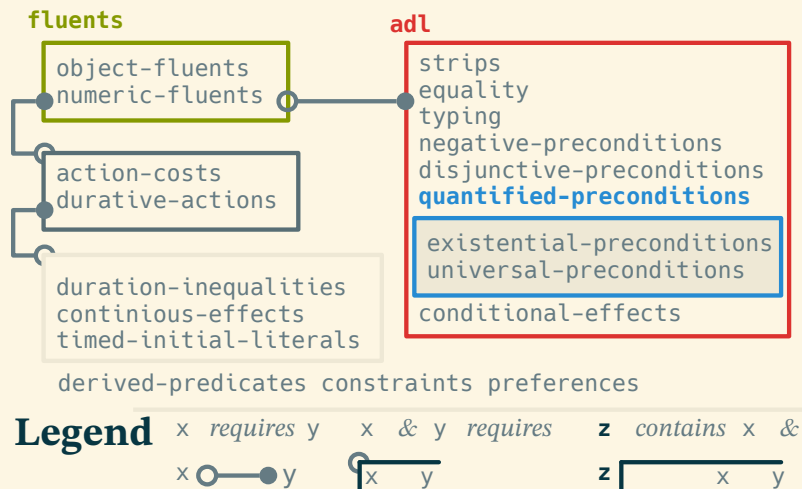 fluents
object-fluents
numeric-fluents
action-costs
durative-actions
duration-inequalities
continious-effects
timed-initial-literals
adl
strips
equality
typing
negative-preconditions
disjunctive-preconditions
quantified-preconditions
existential-preconditions
universal-preconditions
conditional-effects
derived-predicates constraints preferences
Legend x requires y x & y requires z contains x &
x y x y z x y